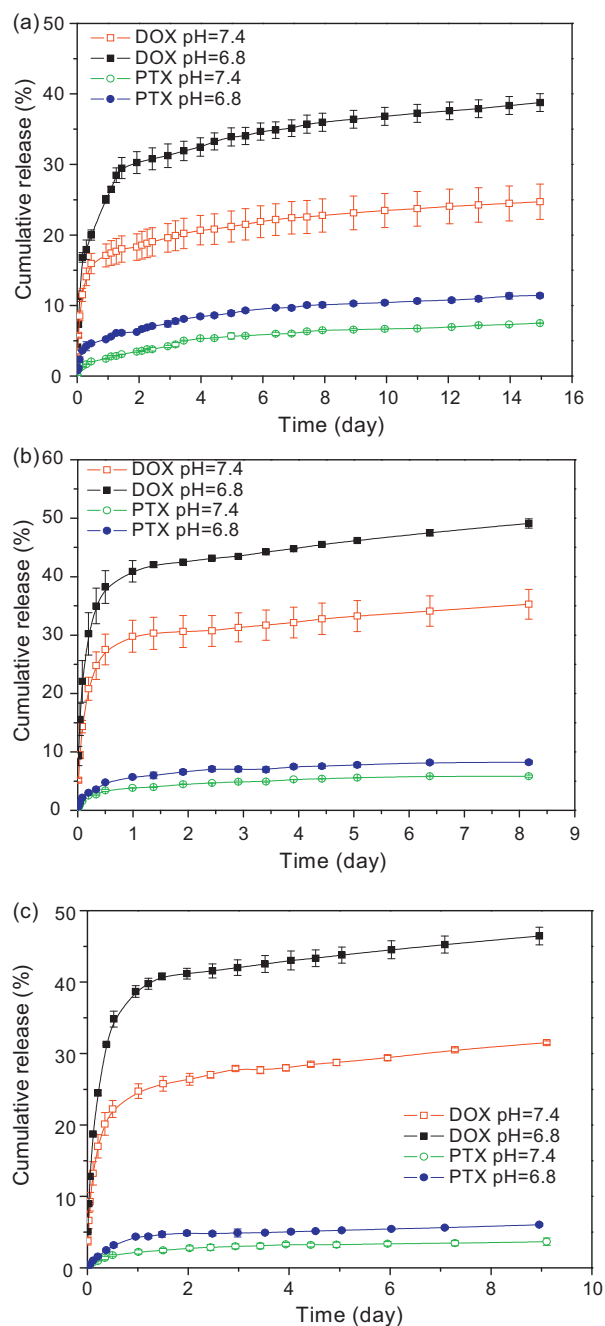 (a)
50
40
30
20
10
0
Cumulative release (%)
DOX pH=7.4
DOX pH=6.8
PTX pH=7.4
PTX pH=6.8
0 2 4 6 8 10 12 14 16
Time (day)
(b)
60
50
40
30
20
10
0
Cumulative release (%)
DOX pH=7.4
DOX pH=6.8
PTX pH=7.4
PTX pH=6.8
0 1 2 3 4 5 6 7 8 9
Time (day)
(c)
50
40
30
20
10
0
Cumulative release (%)
DOX pH=7.4
DOX pH=6.8
PTX pH=7.4
PTX pH=6.8
0 2 4 6 8 10
Time (day)